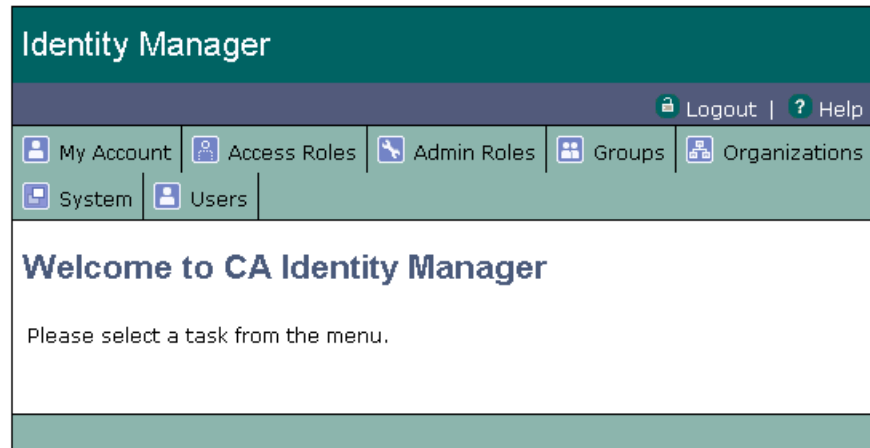 Identity Manager
Logout | ? Help
My Account Access Roles Admin Roles Groups Organizations
System Users
Welcome to CA Identity Manager
Please select a task from the menu.